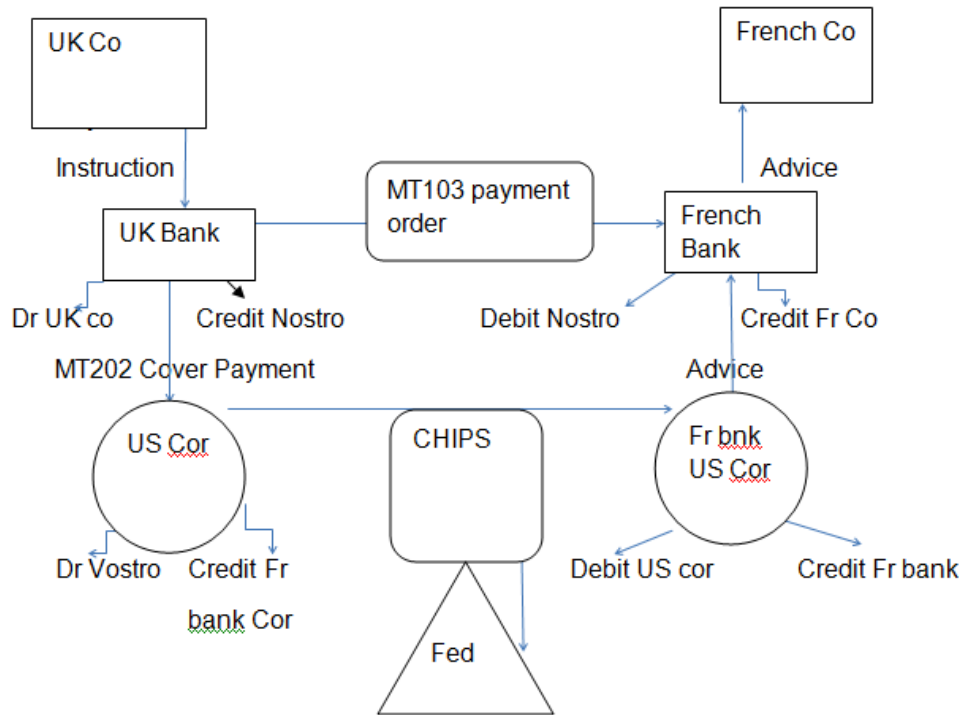 UK Co
French Co
Instruction
MT103 payment
order
Advice
UK Bank
French
Bank
Dr UK co
Credit Nostro
Debit Nostro
Credit Fr Co
MT202 Cover Payment
Advice
US Cor
CHIPS
Fr bnk
US Cor
Dr Vostro
Credit Fr
bank Cor
Debit US cor
Credit Fr bank
Fed